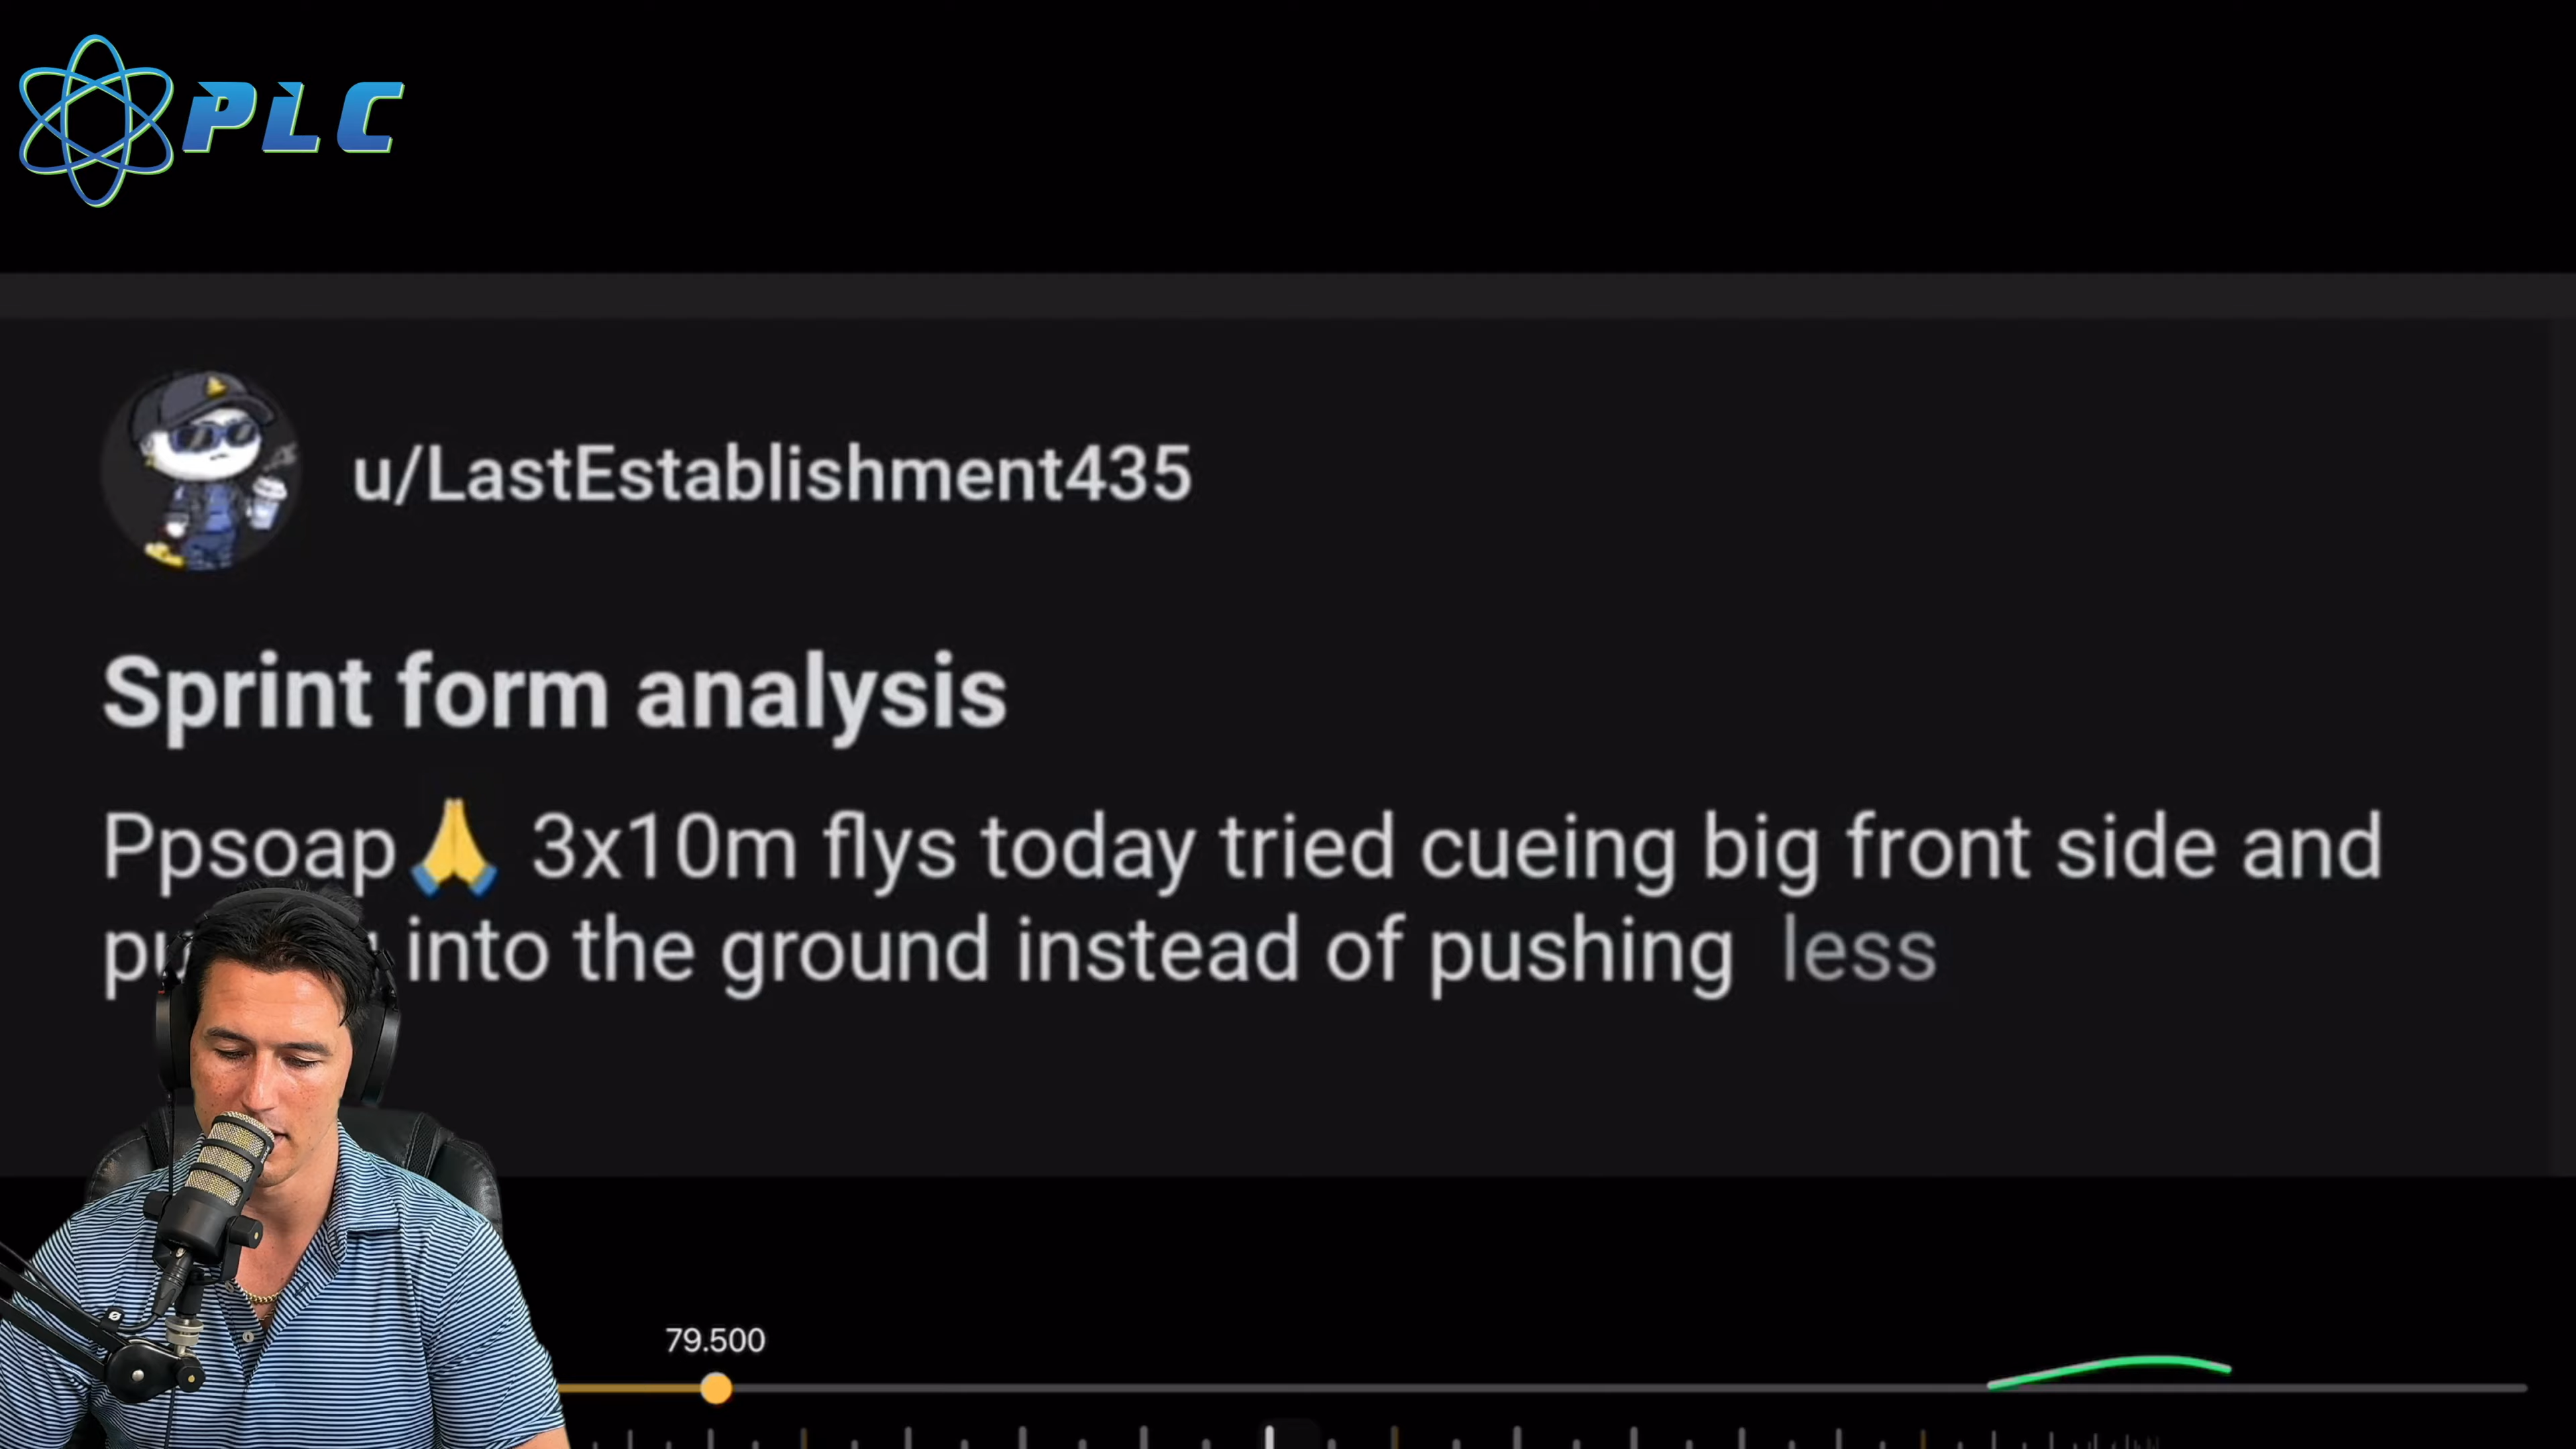 PLC
u/LastEstablishment435
Sprint form analysis
Ppsoap🙏 3x10m flys today tried cueing big front side and
into the ground instead of pushing less
79.500